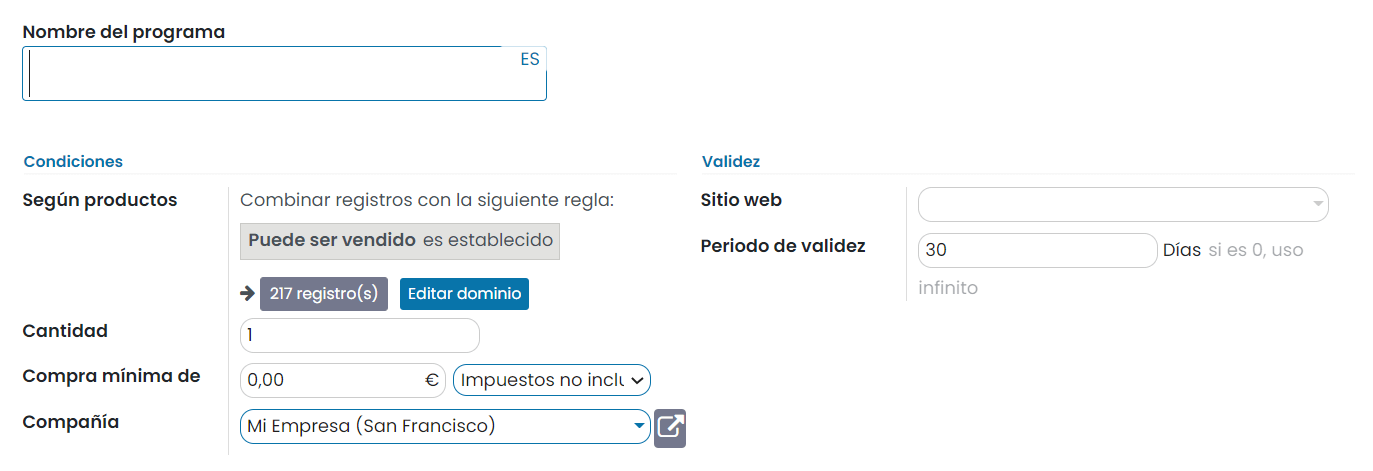 Nombre del programa
ES
Condiciones
Según productos
Combinar registros con la siguiente regla:
Puede ser vendido es establecido
217 registro(s) Editar dominio
Cantidad
1
Compra mínima de
0,00 € Impuestos no inclu
Compañía
Mi Empresa (San Francisco)
Validez
Sitio web
Periodo de validez
30 Días si es 0, uso
infinito